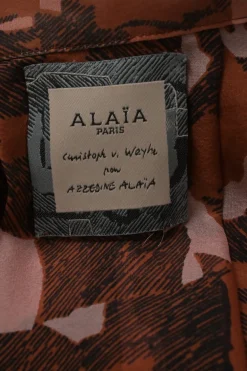 ALAÏA
PARIS
Christoph v. Weyhe
pour
AZZEDINE ALAÏA